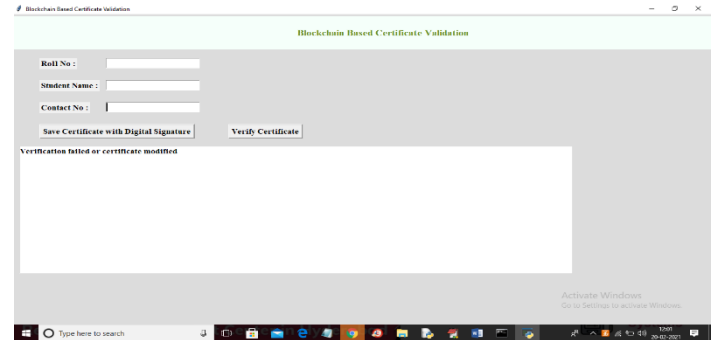 Blockchain Based Certificate Validation
Blockchain Based Certificate Validation
Roll No :
Student Name :
Contact No :
Save Certificate with Digital Signature Verify Certificate
Verification failed or certificate modified
Activate Windows
Go to Settings to activate Windows.
Type here to search
12:01
20-02-2021